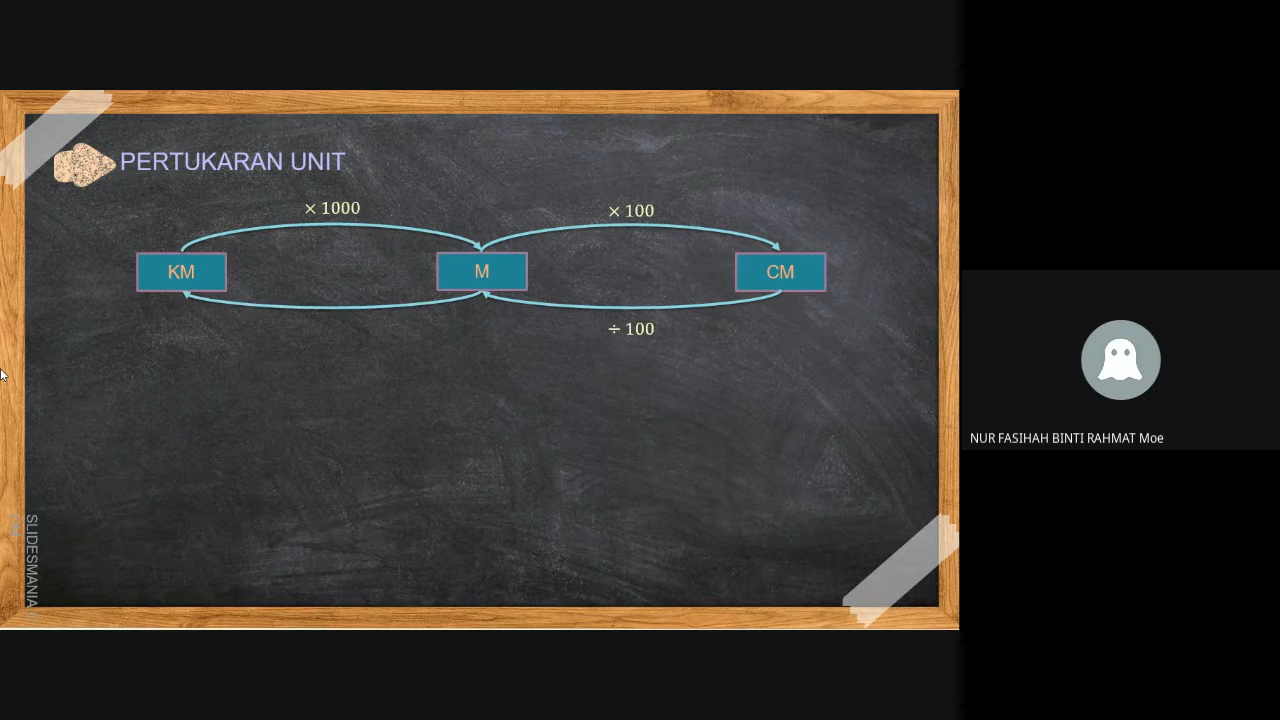 PERTUKARAN UNIT
× 1000
× 100
KM
M
CM
÷ 100
SLIDESMANIA
NUR FASIHAH BINTI RAHMAT Moe